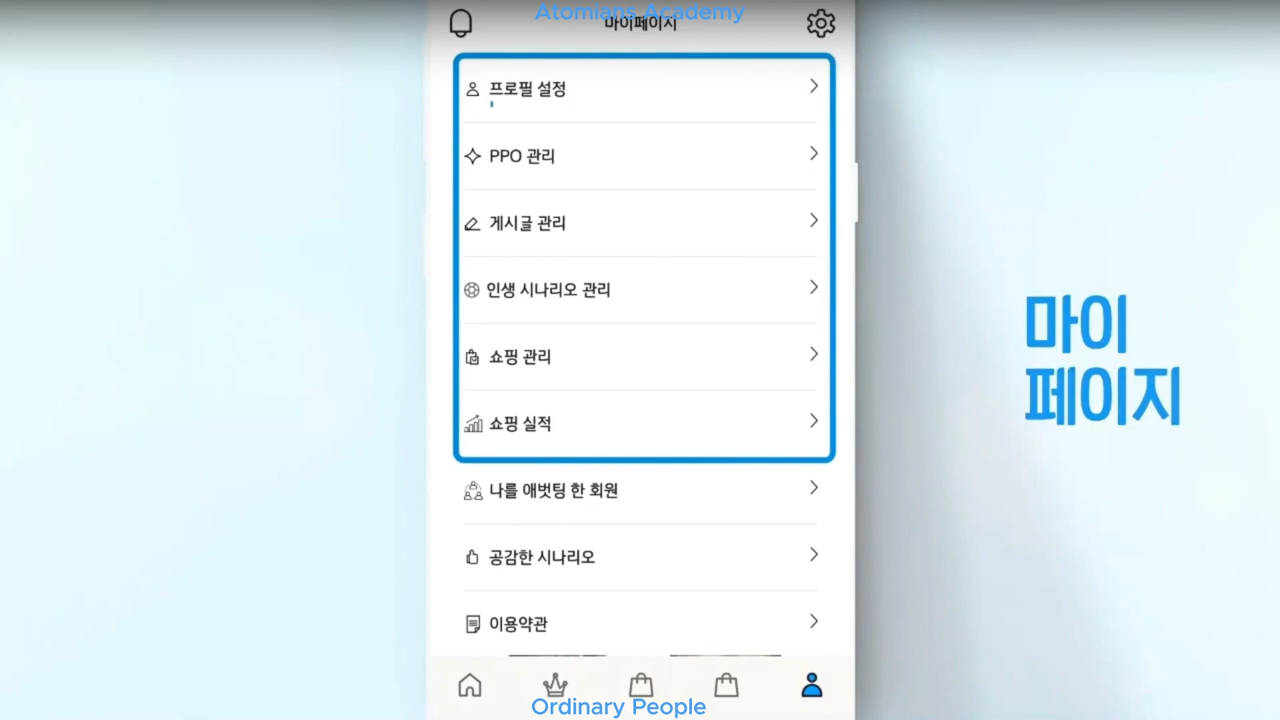 Atomians Academy
마이페이지
프로필 설정
PPO 관리
게시글 관리
인생 시나리오 관리
쇼핑 관리
쇼핑 실적
나를 애벗팅 한 회원
공감한 시나리오
이용약관
마이
페이지
Ordinary People